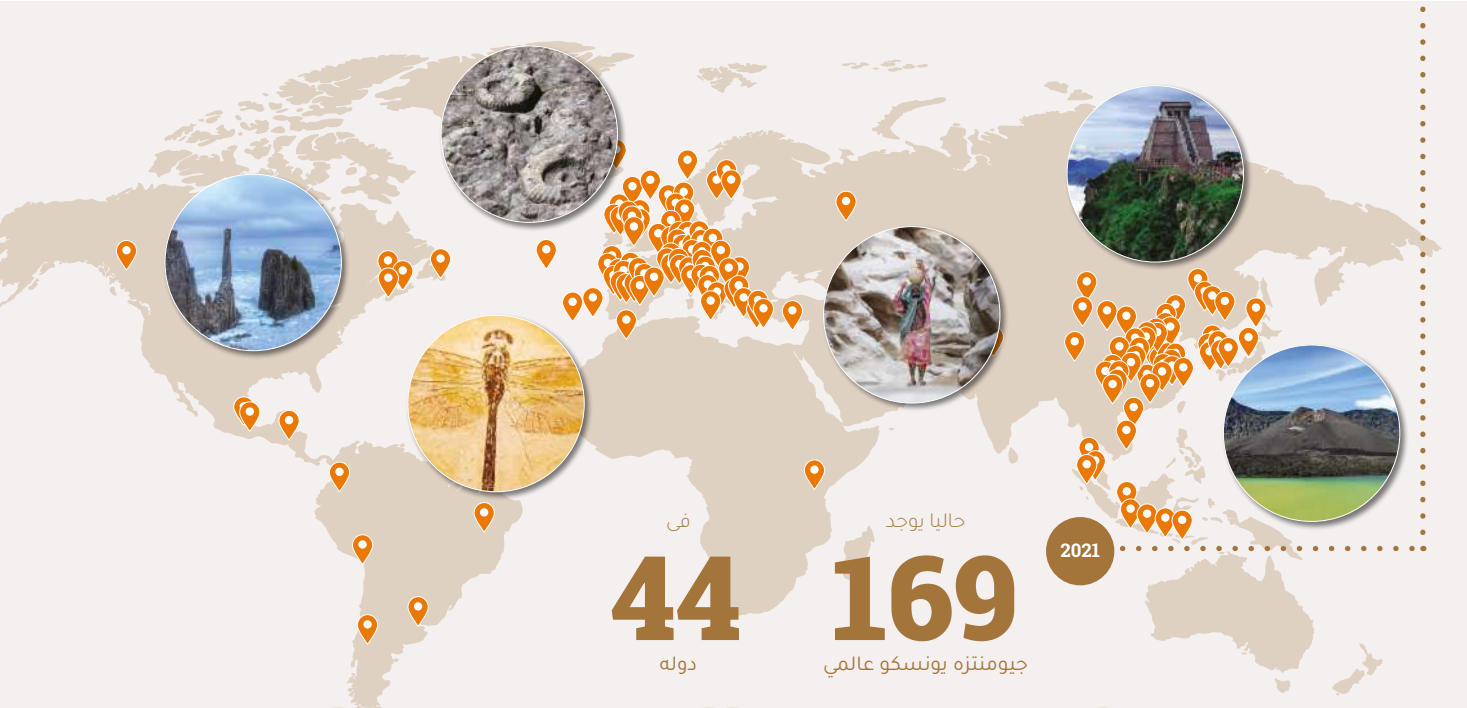 2021
حاليا يوجد
169
جيومنتزه يونسكو عالمي
فى
44
دوله